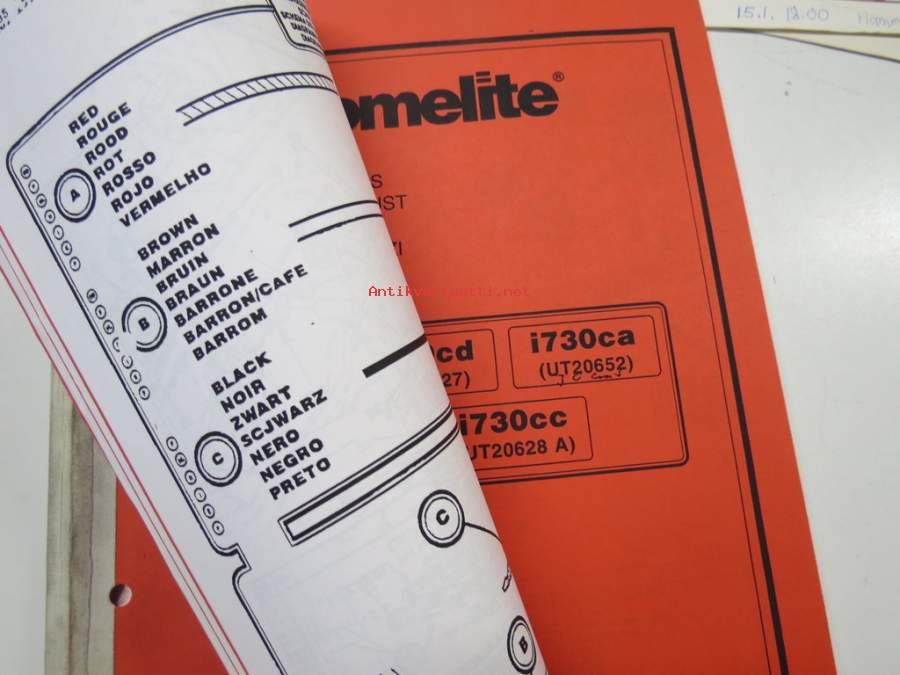 15.1. 12.00
RED
ROUGE
ROOD
ROT
ROSSO
ROJO
VERMELHO
A
BROWN
MARRON
BRUIN
BRAUN
BARRONE
BARRON/CAFE
BARROM
B
BLACK
NOIR
ZWART
SCJWARZ
NERO
NEGRO
PRETO
C
C
B
omelite®
S
IST
Antikvariaatti.net
cd
27)
i730ca
(UT20652)
i730cc
UT20628 A)